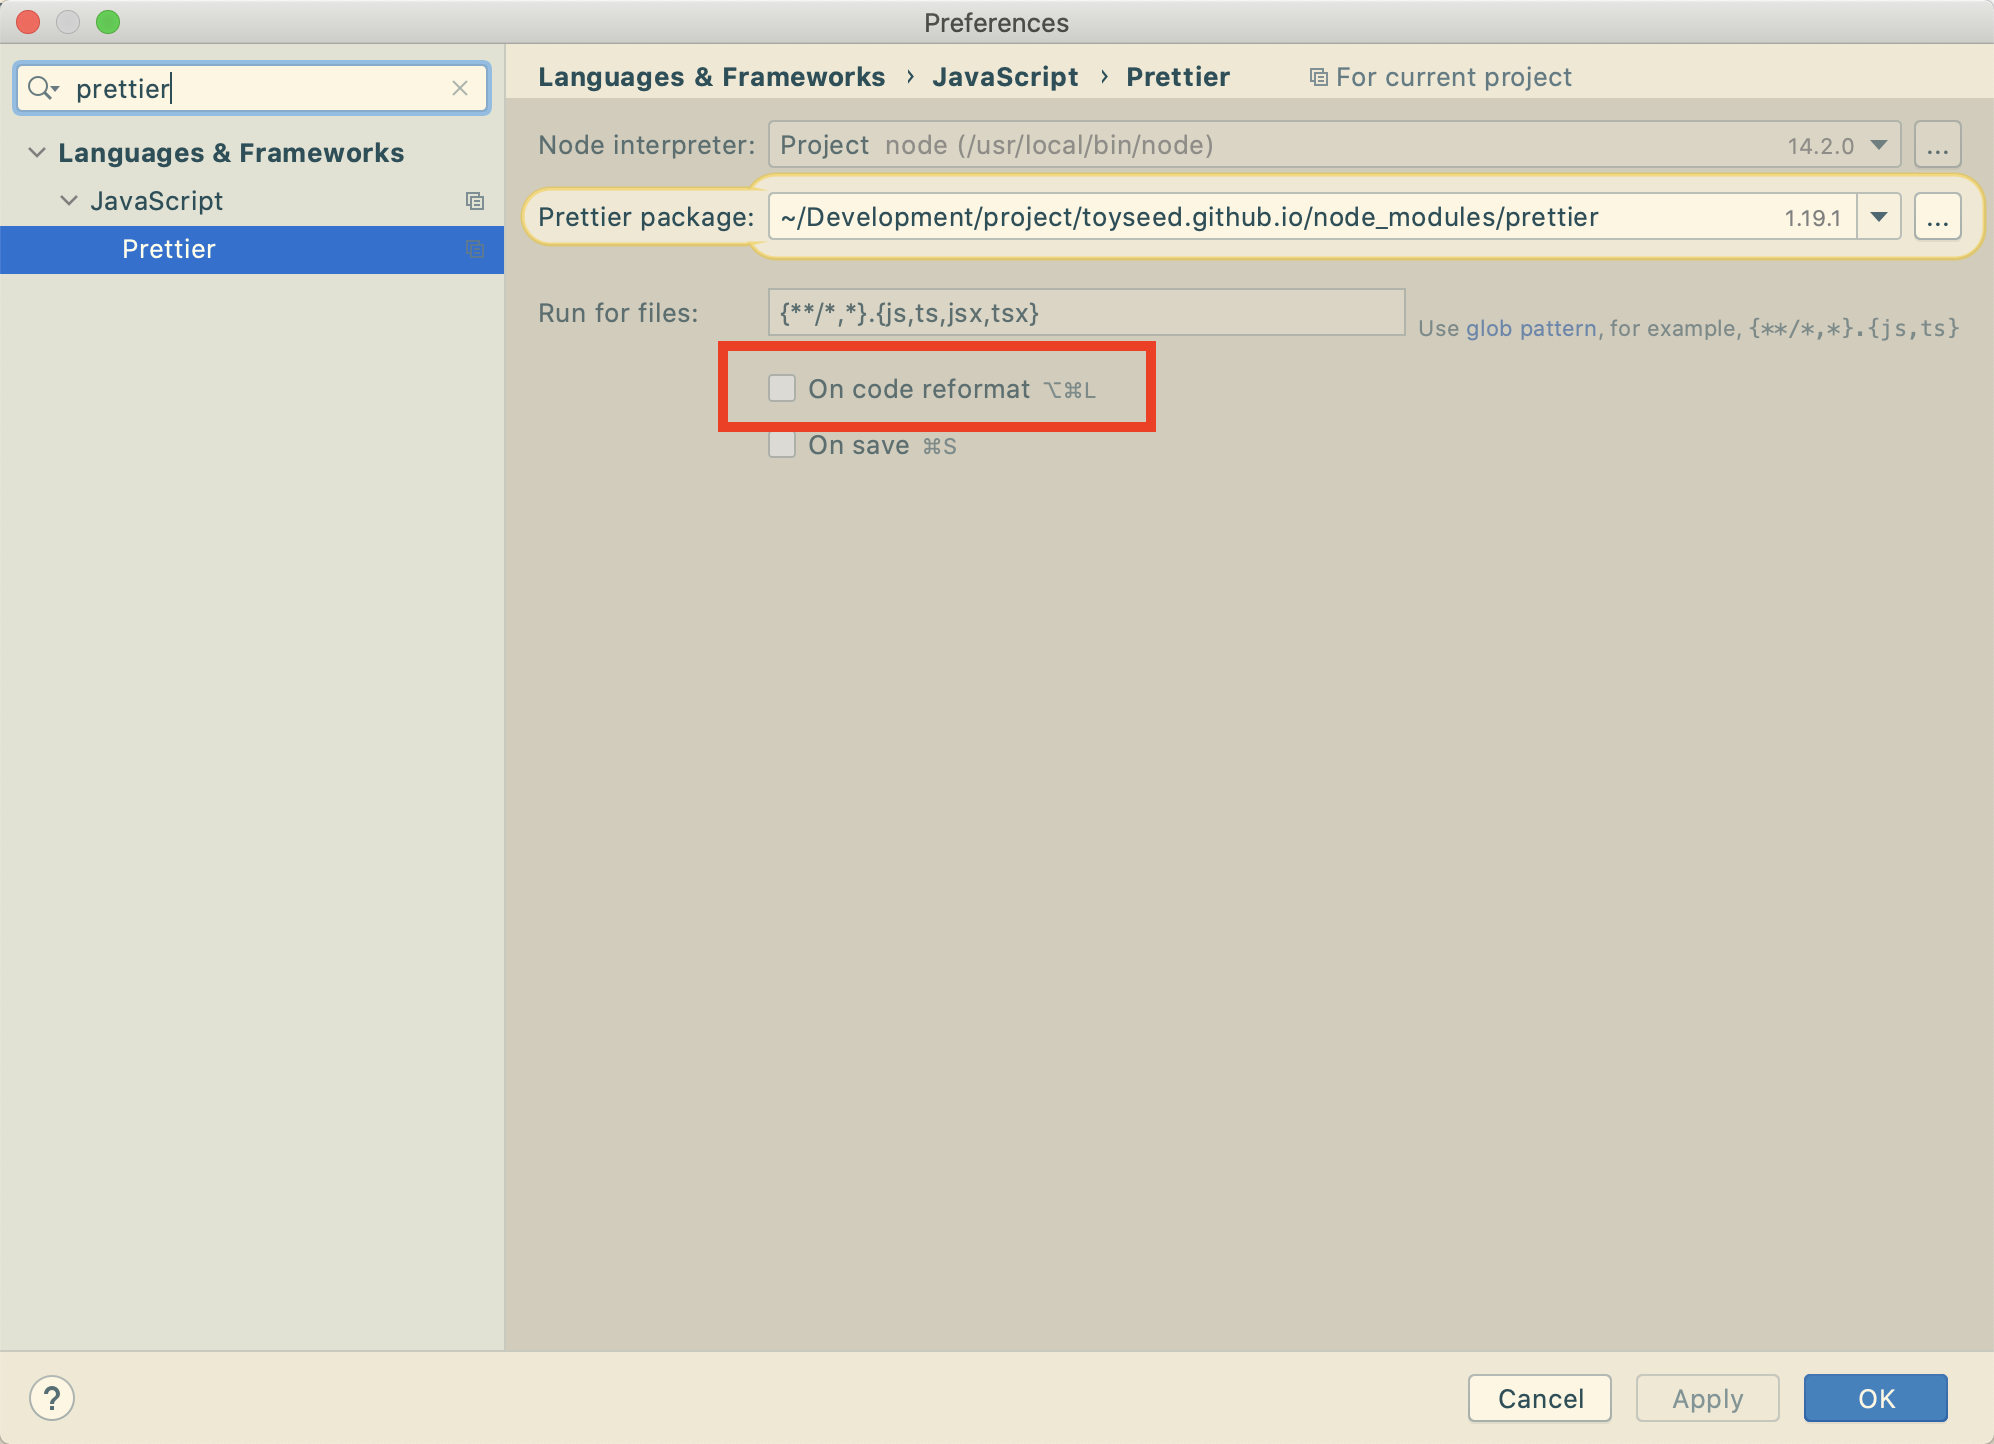 Preferences
prettier
Languages & Frameworks
JavaScript
Prettier
Languages & Frameworks › JavaScript › Prettier For current project
Node interpreter: Project node (/usr/local/bin/node) 14.2.0 ...
Prettier package: ~/Development/project/toyseed.github.io/node_modules/prettier 1.19.1 ...
Run for files: {**/*,*}.{js,ts,jsx,tsx}
Use glob pattern, for example, {**/*,*}.{js,ts}
On code reformat ⌥⌘L
On save ⌘S
? Cancel Apply OK